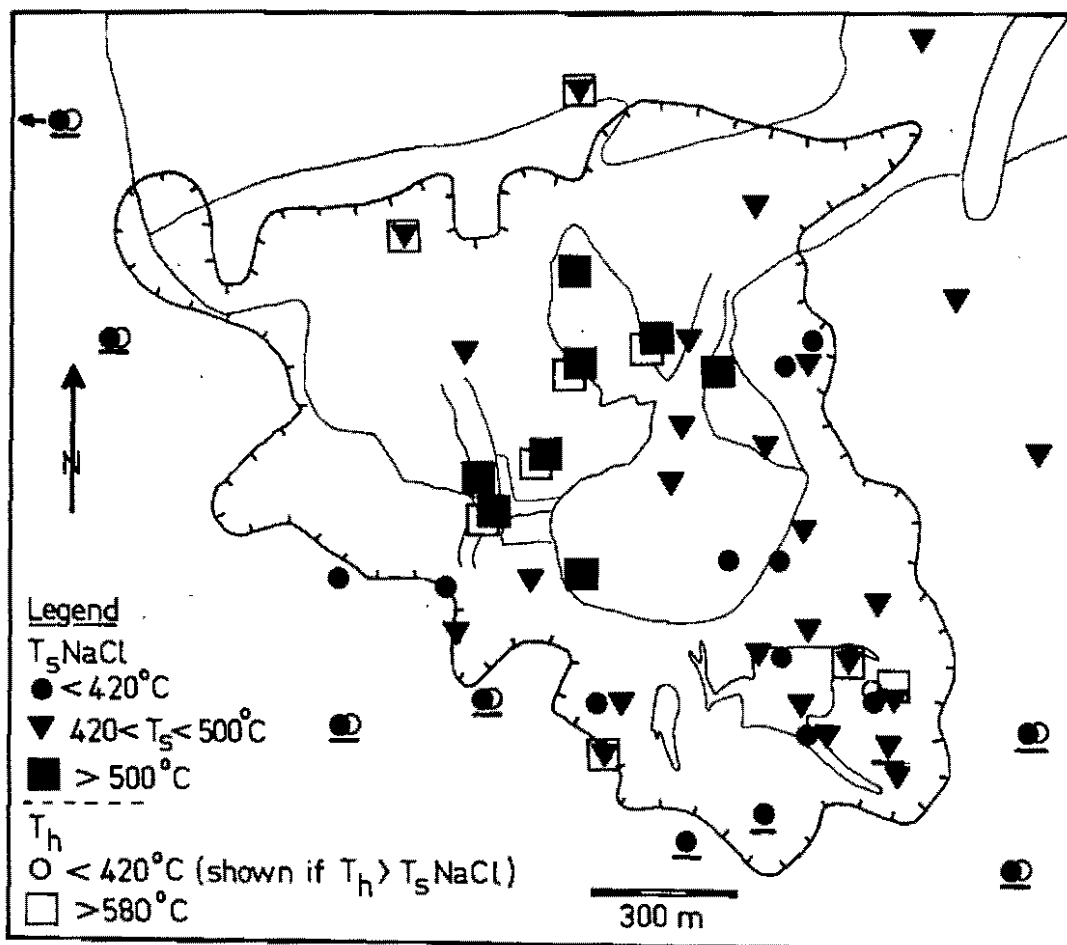 N
Legend
TₛNaCl
< 420°C
420 < Tₛ < 500°C
> 500°C
Tₕ
< 420°C (shown if Tₕ > TₛNaCl)
>580°C
300 m